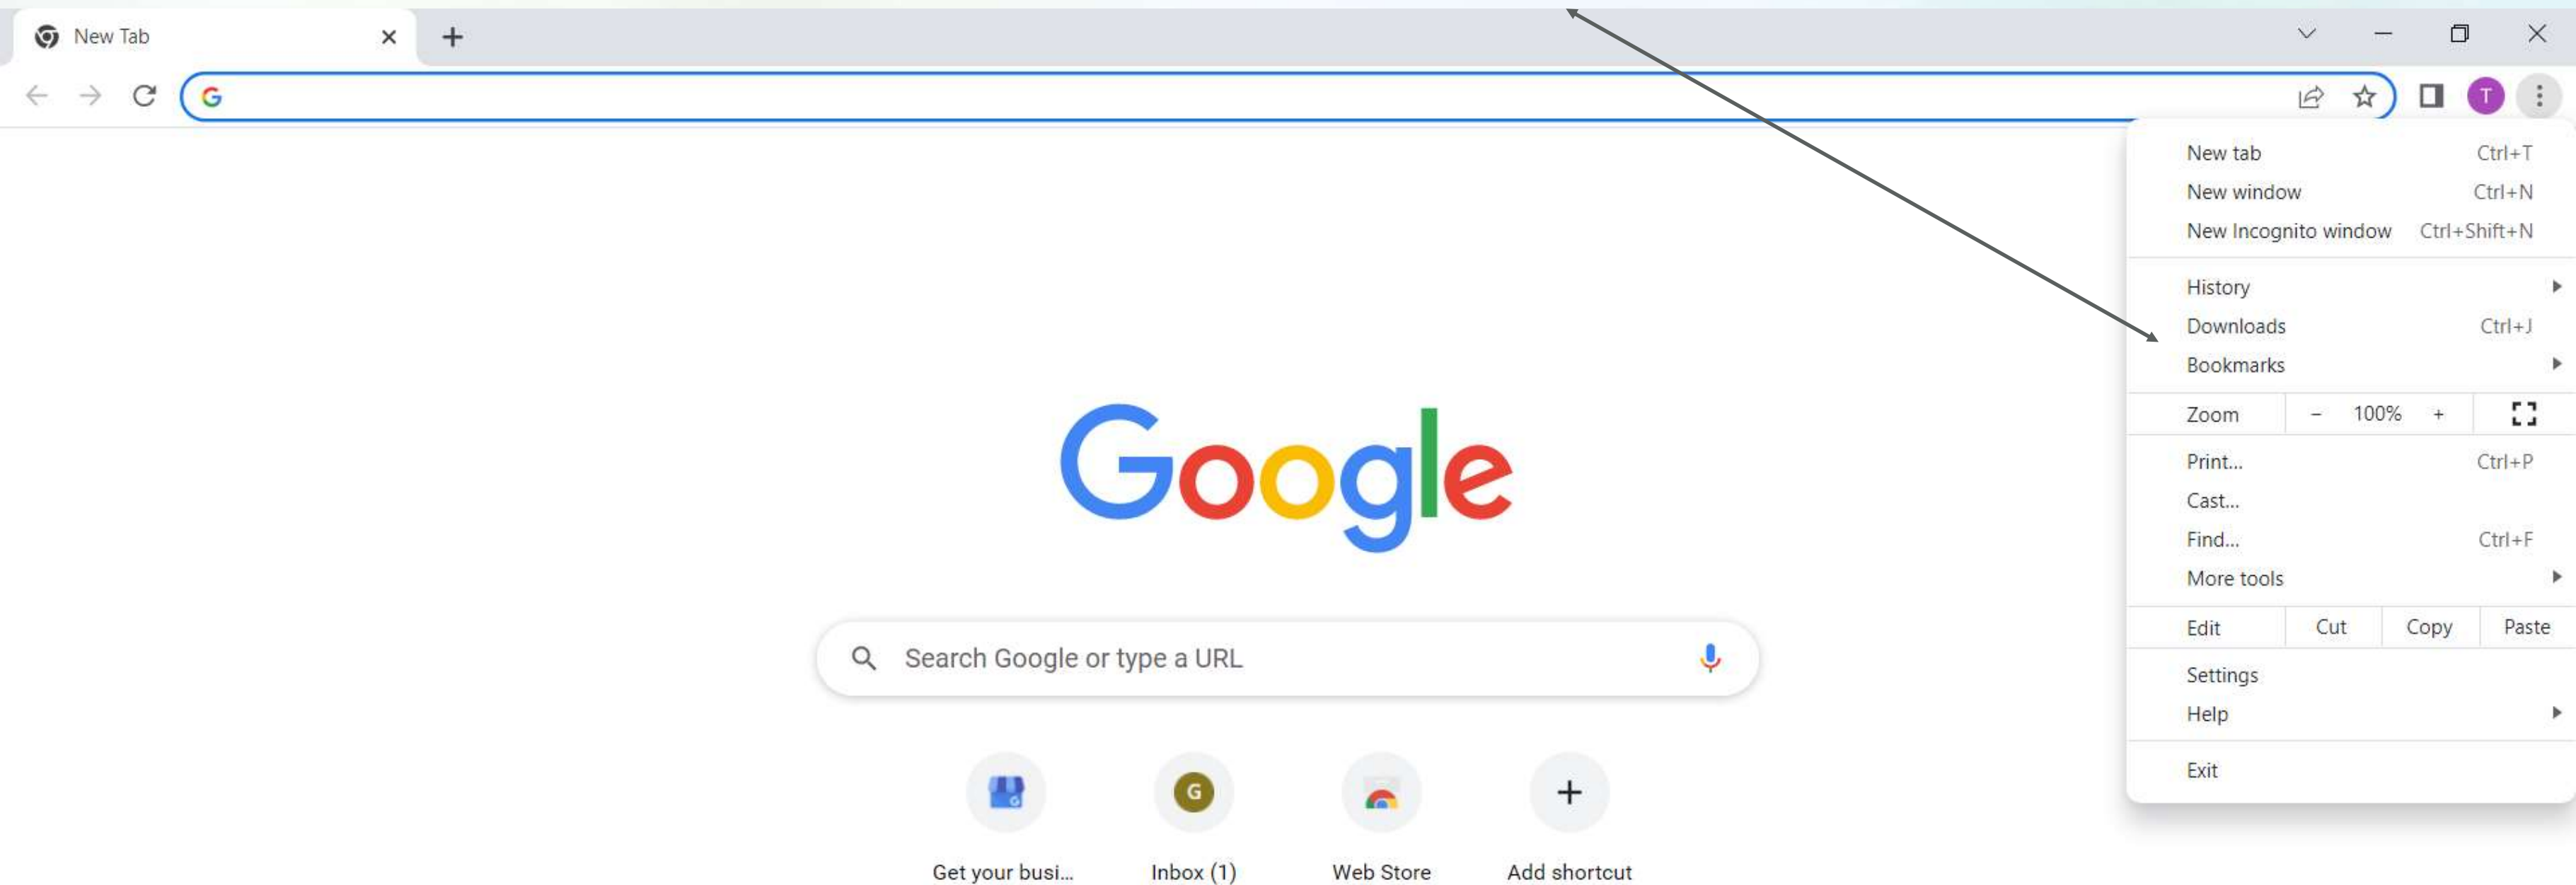 New Tab
G
T
New tab Ctrl+T
New window Ctrl+N
New Incognito window Ctrl+Shift+N
History
Downloads Ctrl+J
Bookmarks
Zoom - 100% +
Print... Ctrl+P
Cast...
Find... Ctrl+F
More tools
Edit Cut Copy Paste
Settings
Help
Exit
Google
Search Google or type a URL
G
G
Get your busi... Inbox (1) Web Store Add shortcut